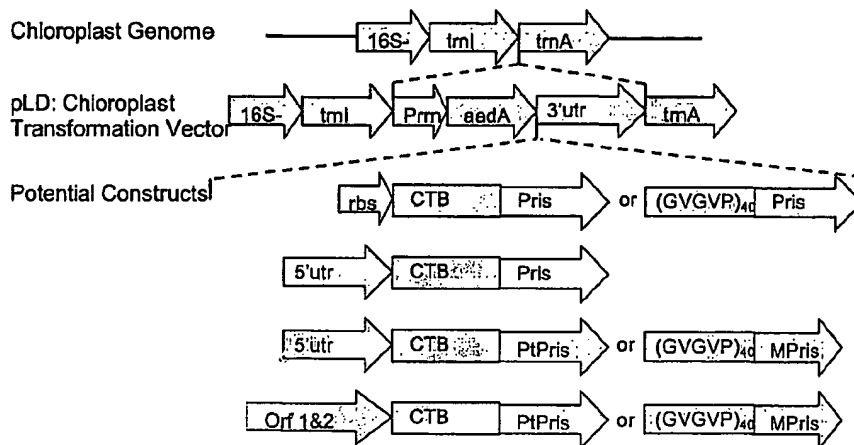 Chloroplast Genome
16S- trnI trnA
pLD: Chloroplast
Transformation Vector
16S- trnI Prrn aadA 3'utr trnA
Potential Constructs
rbs CTB Pris or (GVGVP)40 Pris
5'utr CTB Pris
5'utr CTB PtPris or (GVGVP)40 MPris
Orf 1&2 CTB PtPris or (GVGVP)40 MPris